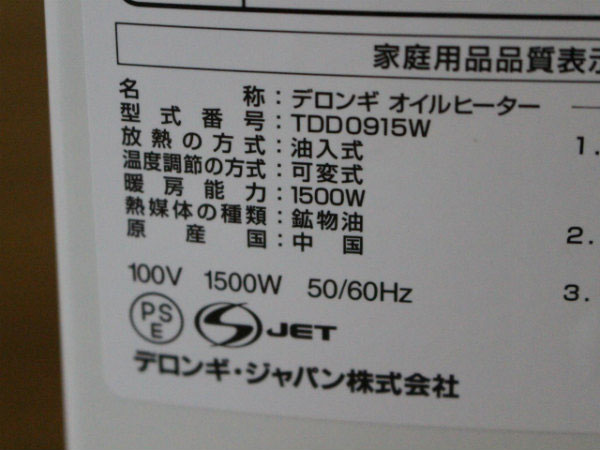 家庭用品品質表示
名称：デロンギ オイルヒーター
型式番号：TDD0915W
放熱の方式：油入式
温度調節の方式：可変式
暖房能力：1500W
熱媒体の種類：鉱物油
原産国：中国
1.
2.
3.
100V 1500W 50/60Hz
PS
E
JET
デロンギ・ジャパン株式会社